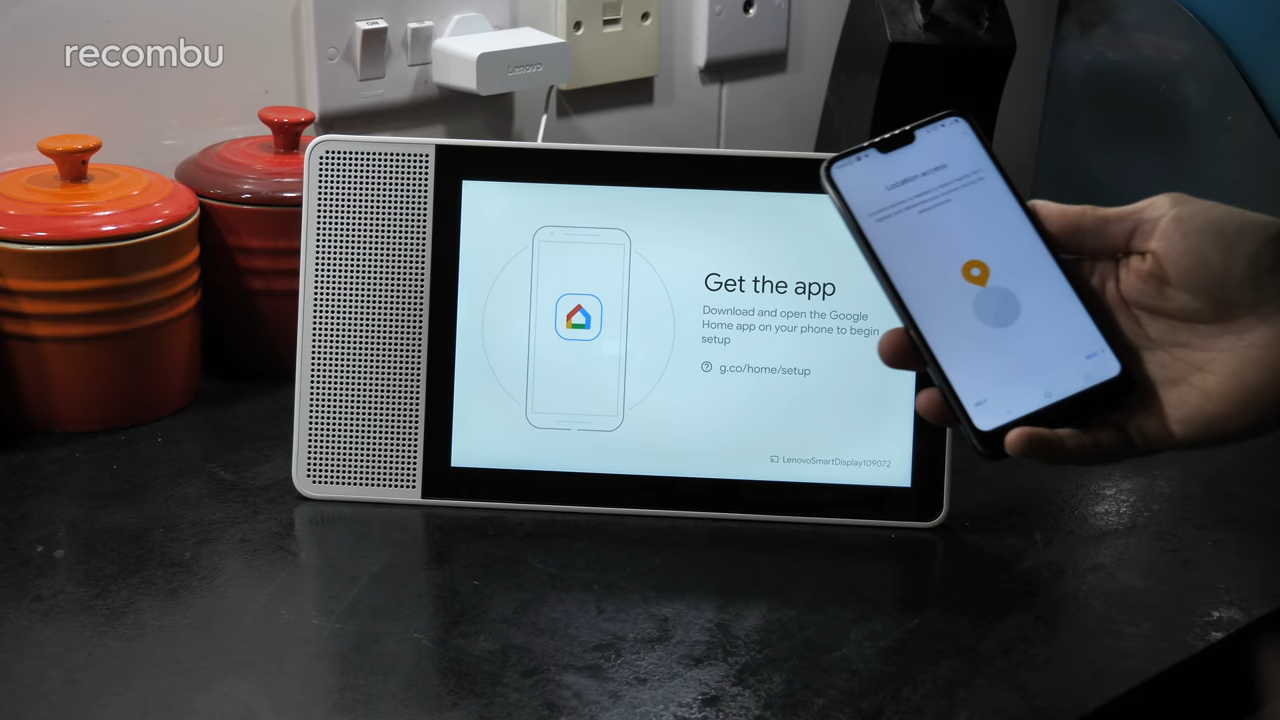 recombu
ON
Lenovo
Get the app
Download and open the Google
Home app on your phone to begin
setup
g.co/home/setup
LenovoSmartDisplay109072
Location access